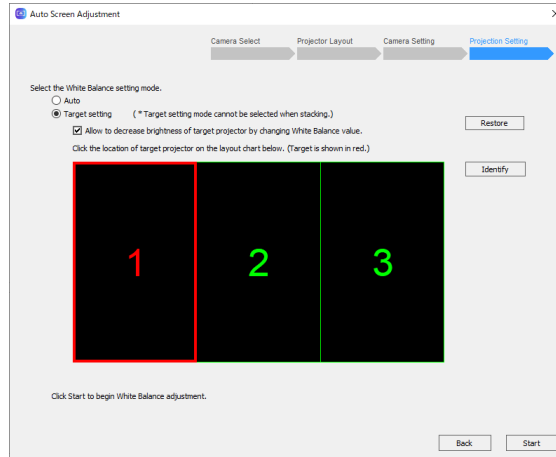 Auto Screen Adjustment
Camera Select
Projector Layout
Camera Setting
Projection Setting
Select the White Balance setting mode.
Auto
Target setting ( * Target setting mode cannot be selected when stacking.)
Restore
Allow to decrease brightness of target projector by changing White Balance value.
Click the location of target projector on the layout chart below. (Target is shown in red.)
Identify
1
2
3
Click Start to begin White Balance adjustment.
Back
Start